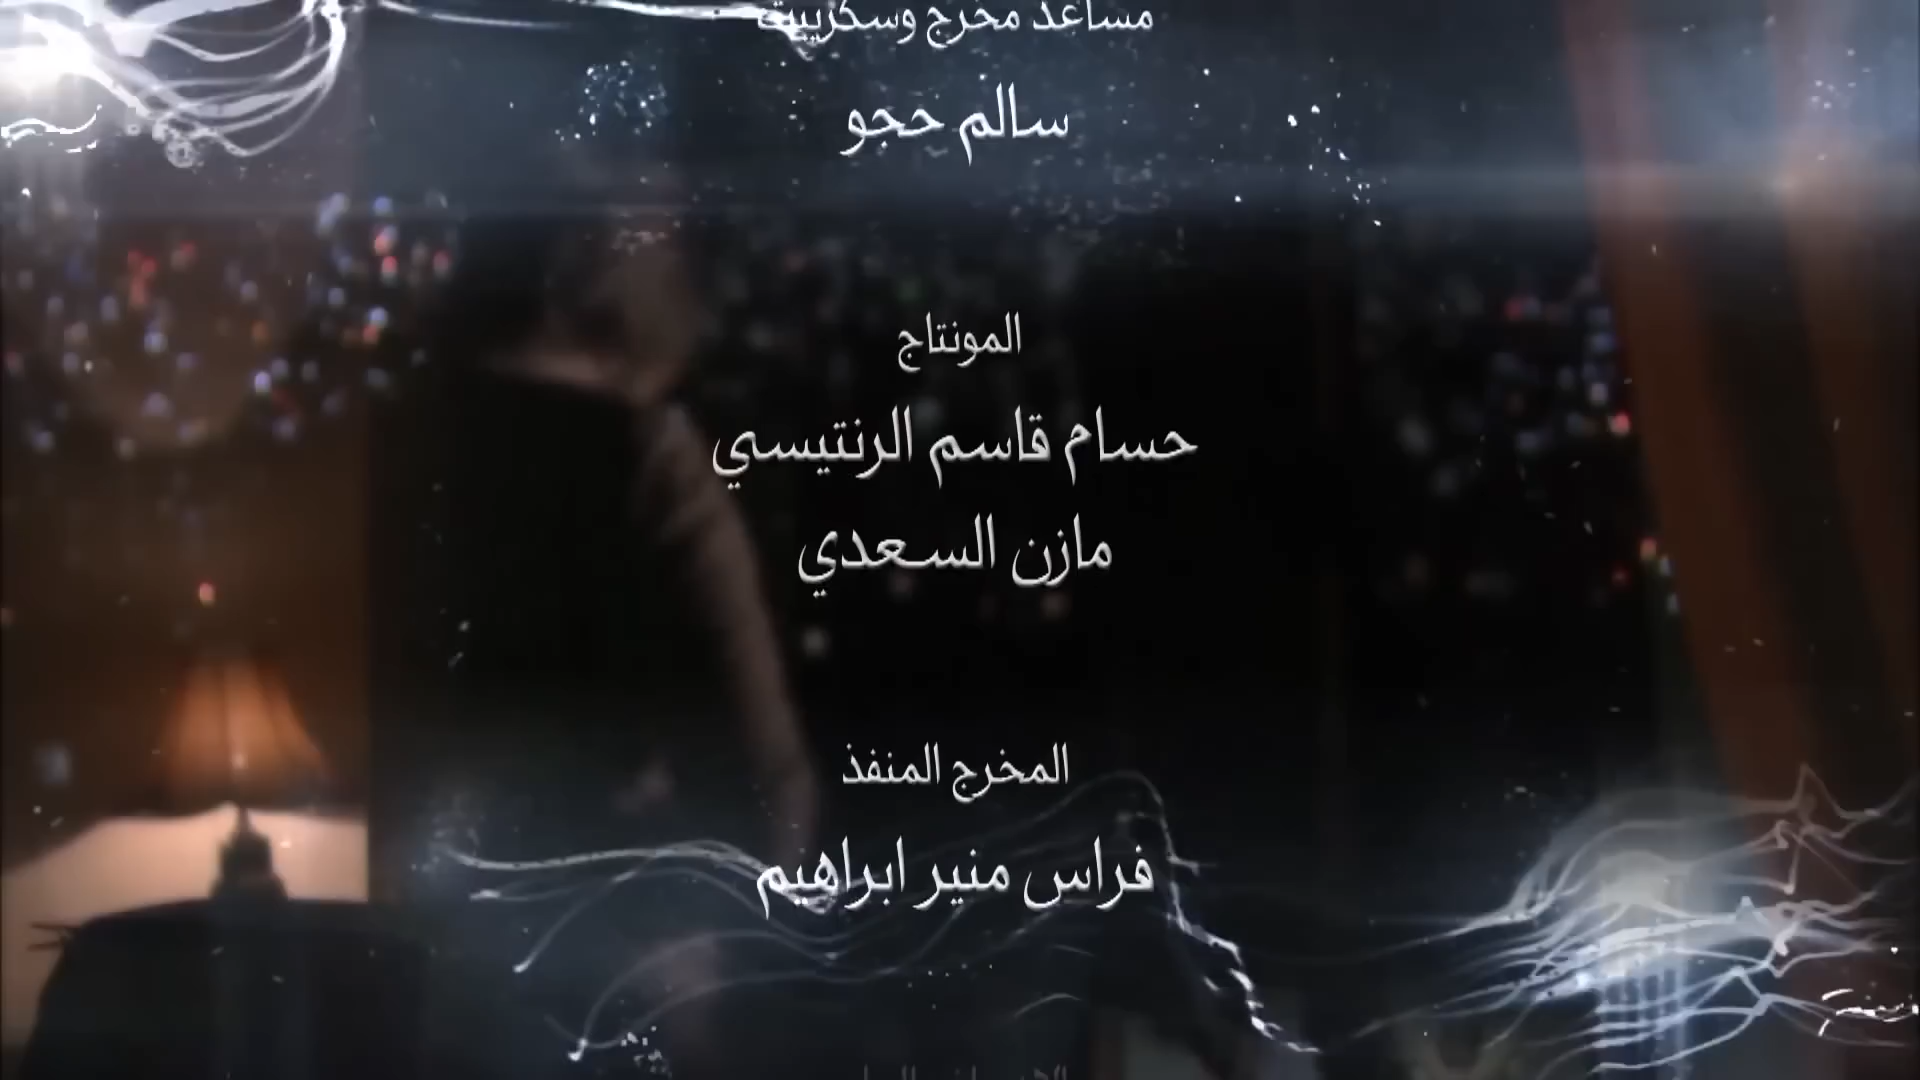 مساعد مخرج وسكريبت
سالم حجو
المونتاج
حسام قاسم الرنتيسي
مازن السعدي
المخرج المنفذ
فراس منير ابراهيم